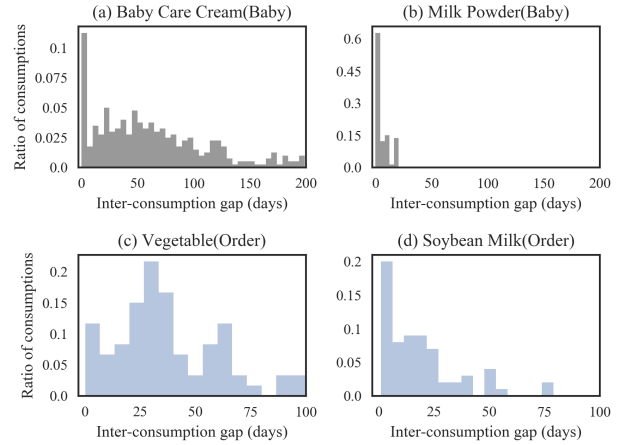 (a) Baby Care Cream(Baby)
Ratio of consumptions
0.1
0.075
0.05
0.025
0.0
0 50 100 150 200
Inter-consumption gap (days)
(b) Milk Powder(Baby)
0.6
0.45
0.3
0.15
0.0
0 50 100 150 200
Inter-consumption gap (days)
(c) Vegetable(Order)
Ratio of consumptions
0.2
0.15
0.1
0.05
0.0
0 25 50 75 100
Inter-consumption gap (days)
(d) Soybean Milk(Order)
0.2
0.15
0.1
0.05
0.0
0 25 50 75 100
Inter-consumption gap (days)